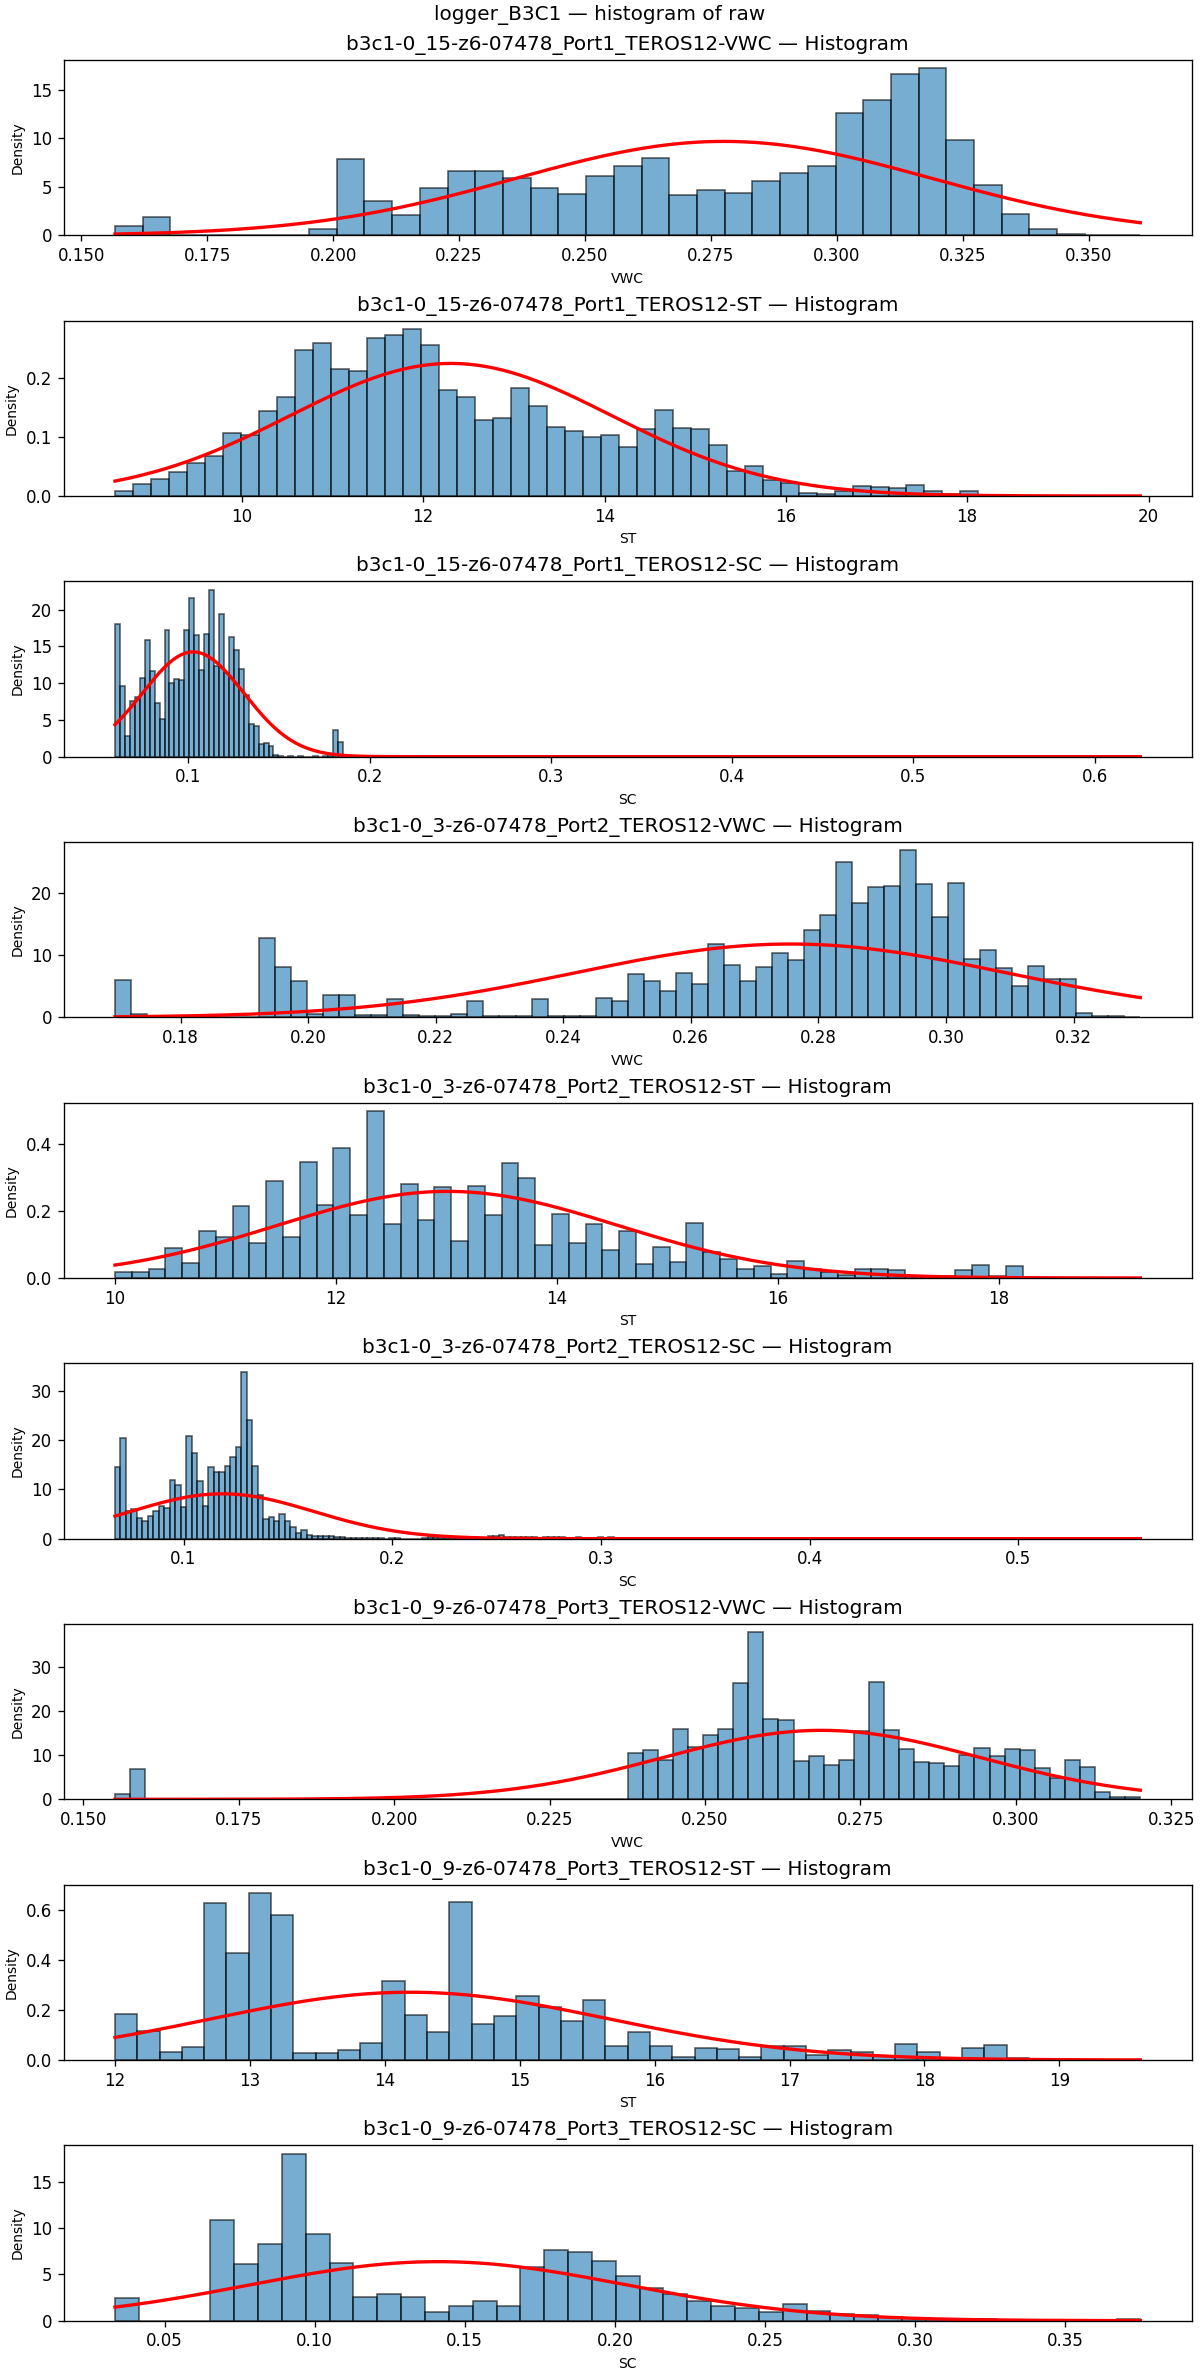 logger_B3C1 — histogram of raw
b3c1-0_15-z6-07478_Port1_TEROS12-VWC — Histogram
15
10
5
0
Density
0.150 0.175 0.200 0.225 0.250 0.275 0.300 0.325 0.350
VWC
b3c1-0_15-z6-07478_Port1_TEROS12-ST — Histogram
0.2
0.1
0.0
Density
10 12 14 16 18 20
ST
b3c1-0_15-z6-07478_Port1_TEROS12-SC — Histogram
20
15
10
5
0
Density
0.1 0.2 0.3 0.4 0.5 0.6
SC
b3c1-0_3-z6-07478_Port2_TEROS12-VWC — Histogram
20
10
0
Density
0.18 0.20 0.22 0.24 0.26 0.28 0.30 0.32
VWC
b3c1-0_3-z6-07478_Port2_TEROS12-ST — Histogram
0.4
0.2
0.0
Density
10 12 14 16 18
ST
b3c1-0_3-z6-07478_Port2_TEROS12-SC — Histogram
30
20
10
0
Density
0.1 0.2 0.3 0.4 0.5
SC
b3c1-0_9-z6-07478_Port3_TEROS12-VWC — Histogram
30
20
10
0
Density
0.150 0.175 0.200 0.225 0.250 0.275 0.300 0.325
VWC
b3c1-0_9-z6-07478_Port3_TEROS12-ST — Histogram
0.6
0.4
0.2
0.0
Density
12 13 14 15 16 17 18 19
ST
b3c1-0_9-z6-07478_Port3_TEROS12-SC — Histogram
15
10
5
0
Density
0.05 0.10 0.15 0.20 0.25 0.30 0.35
SC